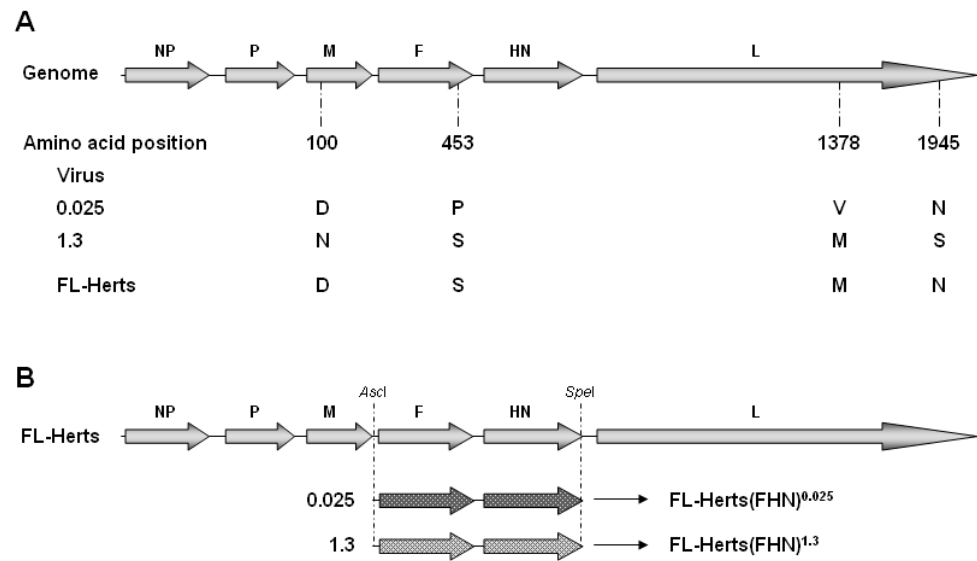 A
NP P M F HN L
Genome
Amino acid position 100 453 1378 1945
Virus
0.025 D P V N
1.3 N S M S
FL-Herts D S M N
B
AscI SpeI
NP P M F HN L
FL-Herts
0.025 FL-Herts(FHN)0.025
1.3 FL-Herts(FHN)1.3